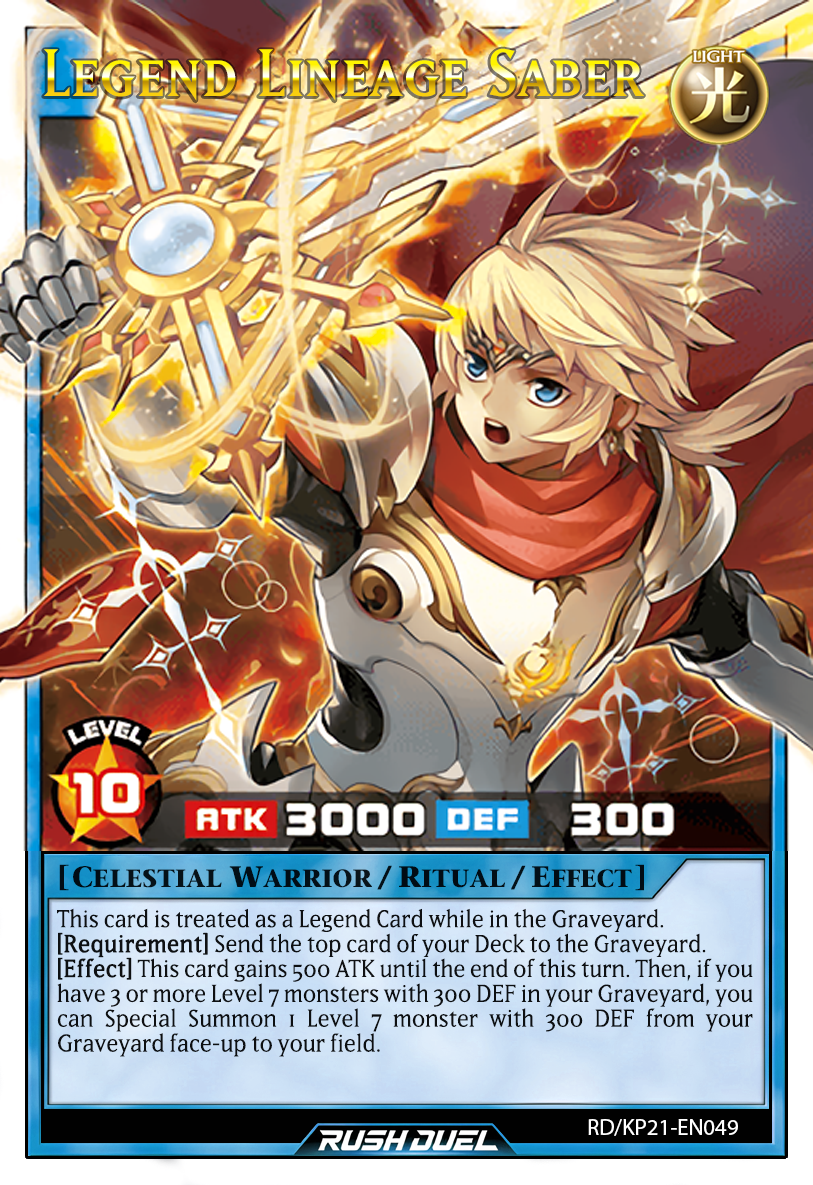 Legend Lineage Saber
LIGHT
光
LEVEL
10
ATK 3000 DEF 300
[Celestial Warrior / Ritual / Effect]
This card is treated as a Legend Card while in the Graveyard.
[Requirement] Send the top card of your Deck to the Graveyard.
[Effect] This card gains 500 ATK until the end of this turn. Then, if you
have 3 or more Level 7 monsters with 300 DEF in your Graveyard, you
can Special Summon 1 Level 7 monster with 300 DEF from your
Graveyard face-up to your field.
RD/KP21-EN049
RUSH DUEL